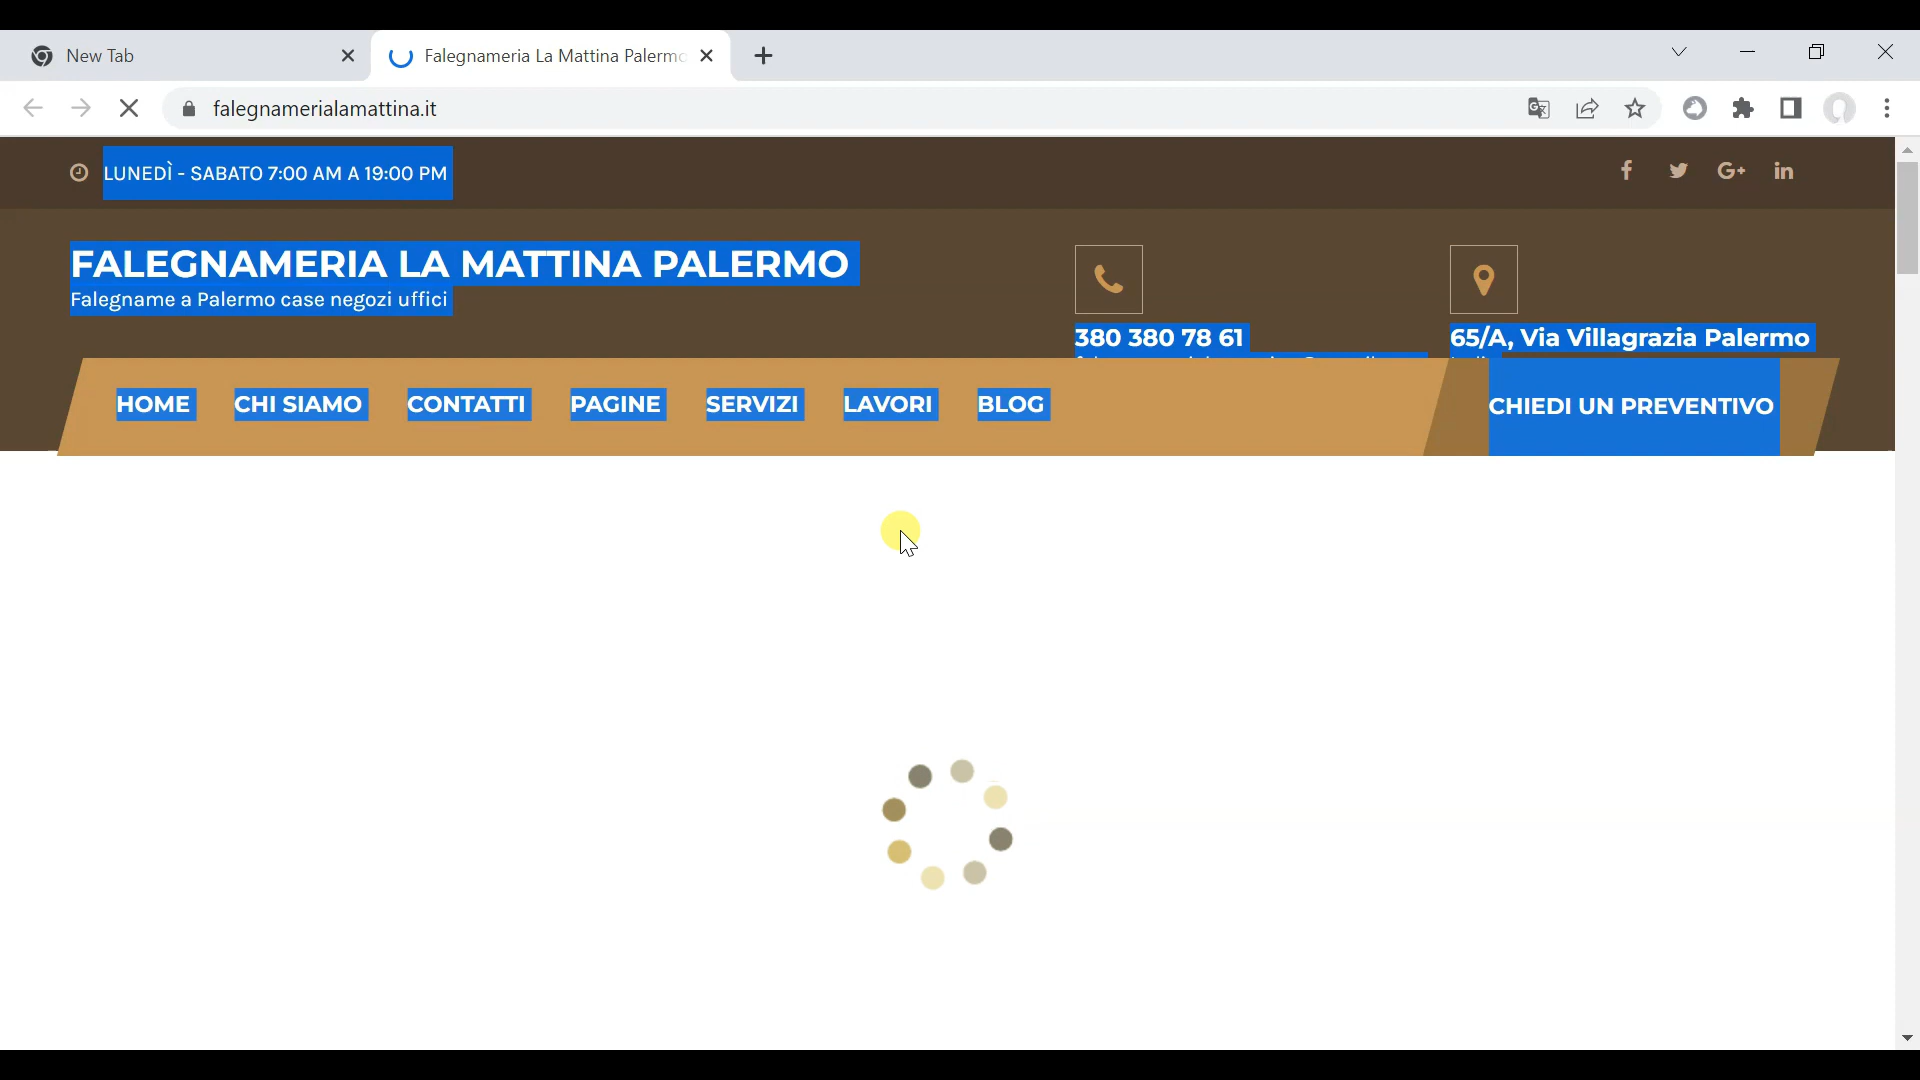 New Tab
Falegnameria La Mattina Palermo
falegnamerialamattina.it
LUNEDÌ - SABATO 7:00 AM A 19:00 PM
G+
in
FALEGNAMERIA LA MATTINA PALERMO
Falegname a Palermo case negozi uffici
380 380 78 61
65/A, Via Villagrazia Palermo
HOME
CHI SIAMO
CONTATTI
PAGINE
SERVIZI
LAVORI
BLOG
CHIEDI UN PREVENTIVO